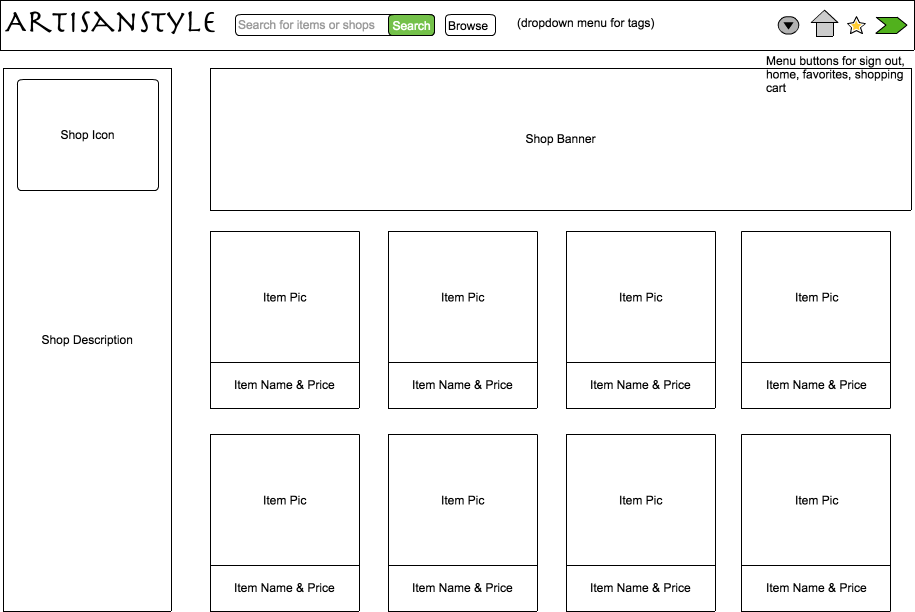 ARTISANSTYLE
Search for items or shops
Search
Browse
(dropdown menu for tags)
Menu buttons for sign out,
home, favorites, shopping
cart
Shop Icon
Shop Description
Shop Banner
Item Pic
Item Pic
Item Pic
Item Pic
Item Name & Price
Item Name & Price
Item Name & Price
Item Name & Price
Item Pic
Item Pic
Item Pic
Item Pic
Item Name & Price
Item Name & Price
Item Name & Price
Item Name & Price